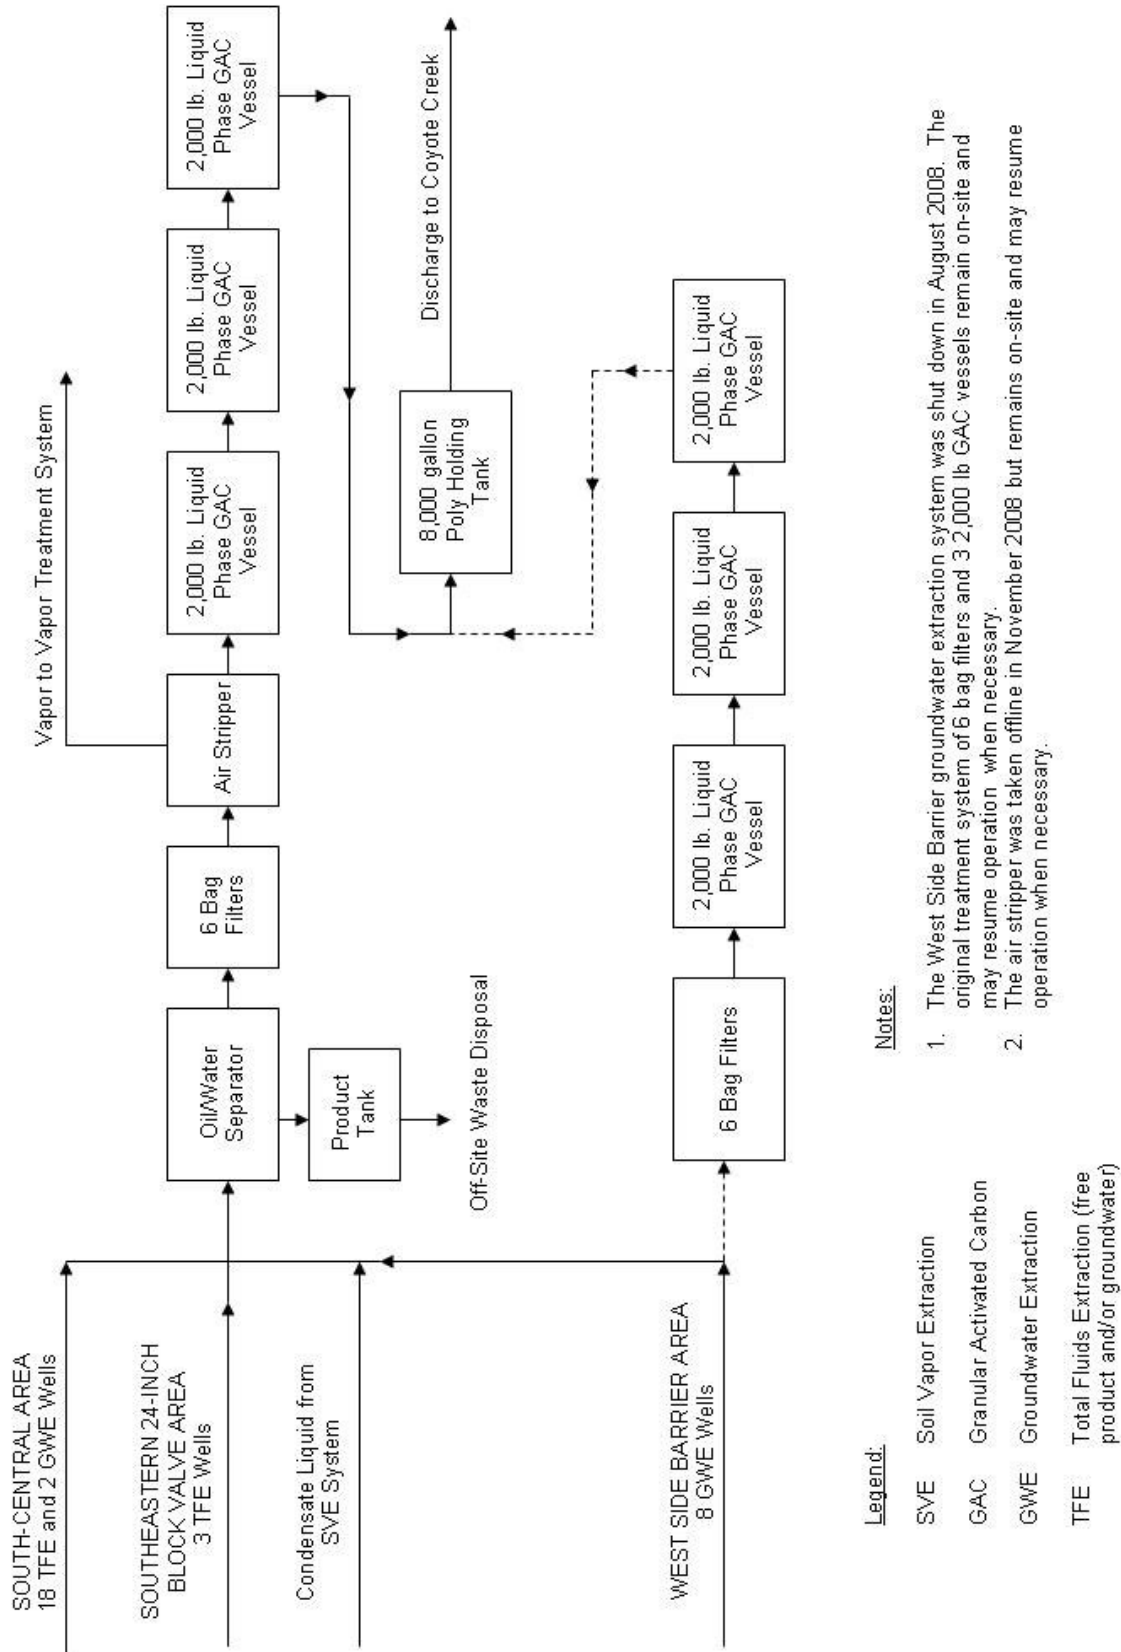 SOUTH-CENTRAL AREA
18 TFE and 2 GWE Wells
SOUTHEASTERN 24-INCH
BLOCK VALVE AREA
3 TFE Wells
Condensate Liquid from
SVE System
WEST SIDE BARRIER AREA
8 GWE Wells
Vapor to Vapor Treatment System
Oil/Water
Separator
6 Bag
Filters
Air Stripper
2,000 lb. Liquid
Phase GAC
Vessel
2,000 lb. Liquid
Phase GAC
Vessel
2,000 lb. Liquid
Phase GAC
Vessel
Product
Tank
Off-Site Waste Disposal
8,000 gallon
Poly Holding
Tank
Discharge to Coyote Creek
6 Bag Filters
2,000 lb. Liquid
Phase GAC
Vessel
2,000 lb. Liquid
Phase GAC
Vessel
2,000 lb. Liquid
Phase GAC
Vessel
Legend:
SVE Soil Vapor Extraction
GAC Granular Activated Carbon
GWE Groundwater Extraction
TFE Total Fluids Extraction (free
product and/or groundwater)
Notes:
1. The West Side Barrier groundwater extraction system was shut down in August 2008. The
original treatment system of 6 bag filters and 3 2,000 lb GAC vessels remain on-site and
may resume operation when necessary.
2. The air stripper was taken offline in November 2008 but remains on-site and may resume
operation when necessary.